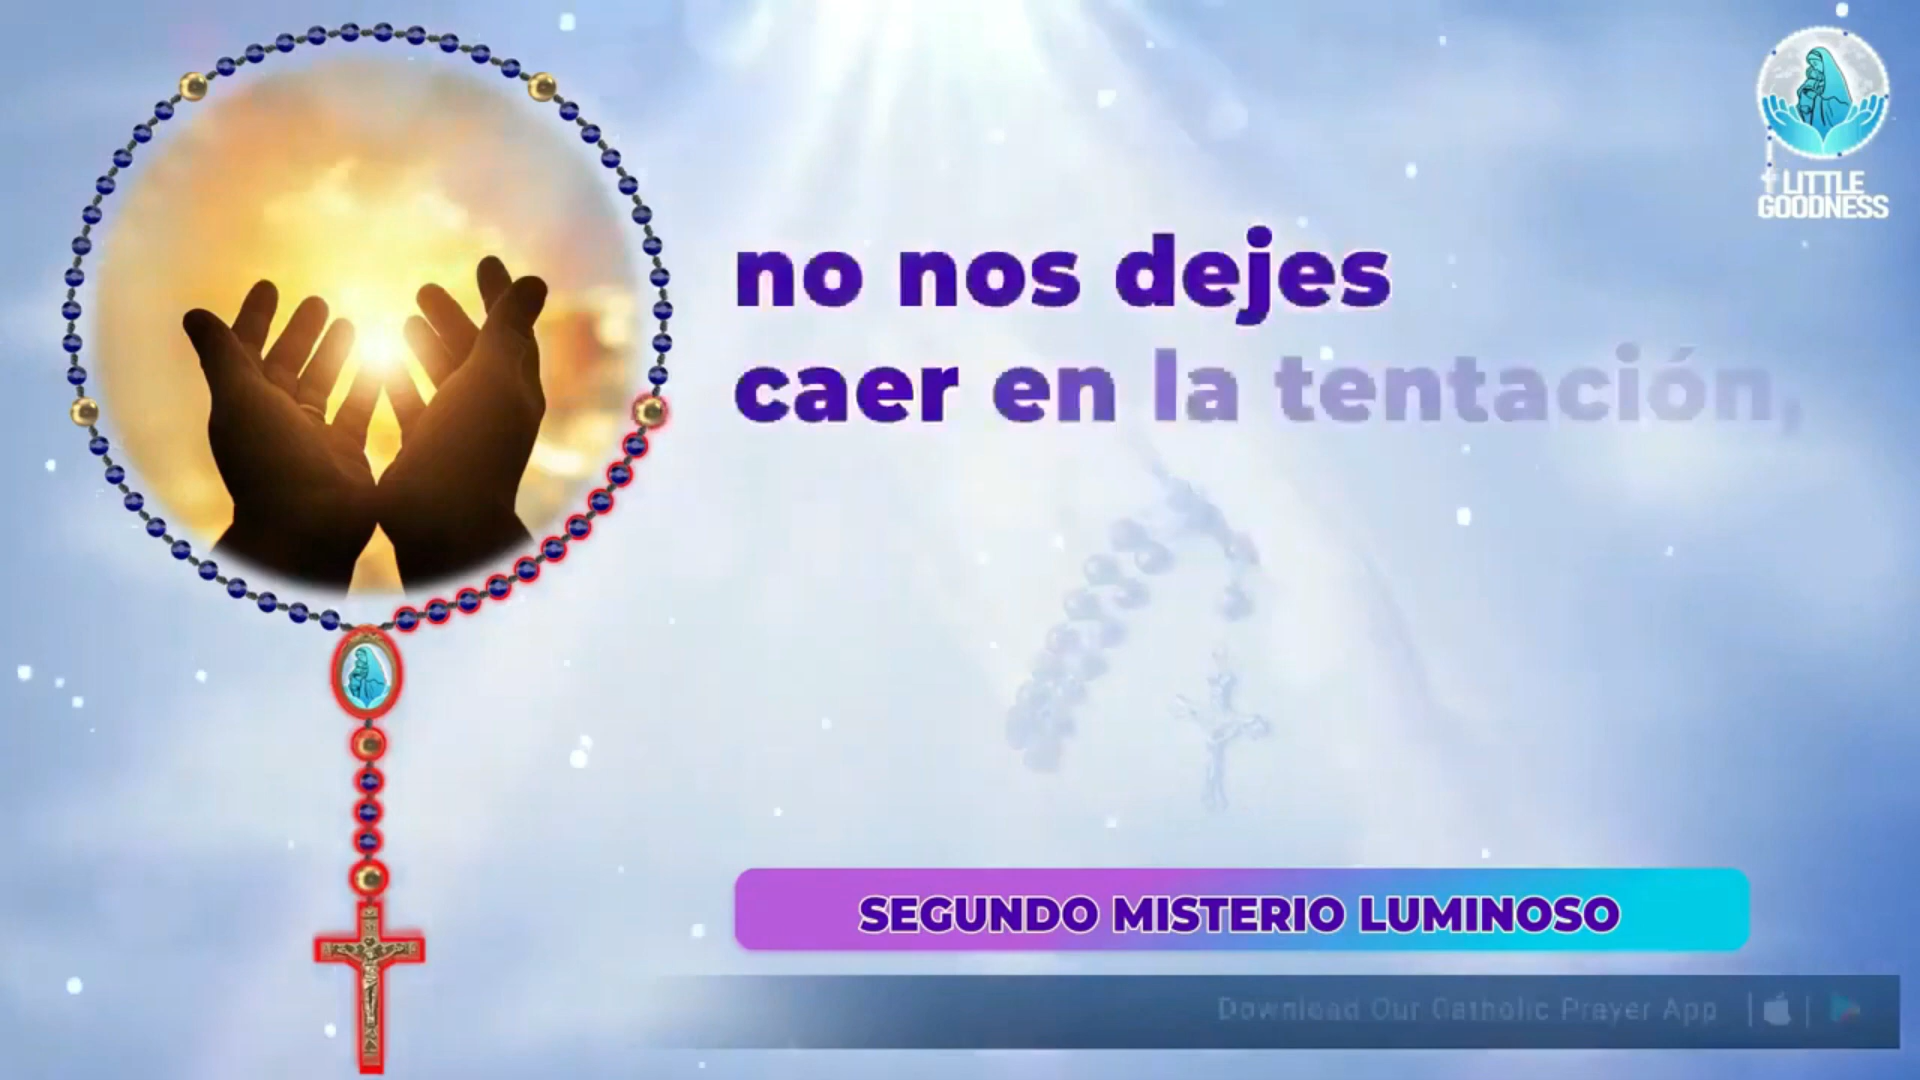 LITTLE
GOODNESS
no nos dejes
caer en la tentación,
SEGUNDO MISTERIO LUMINOSO
Download Our Catholic Prayer App